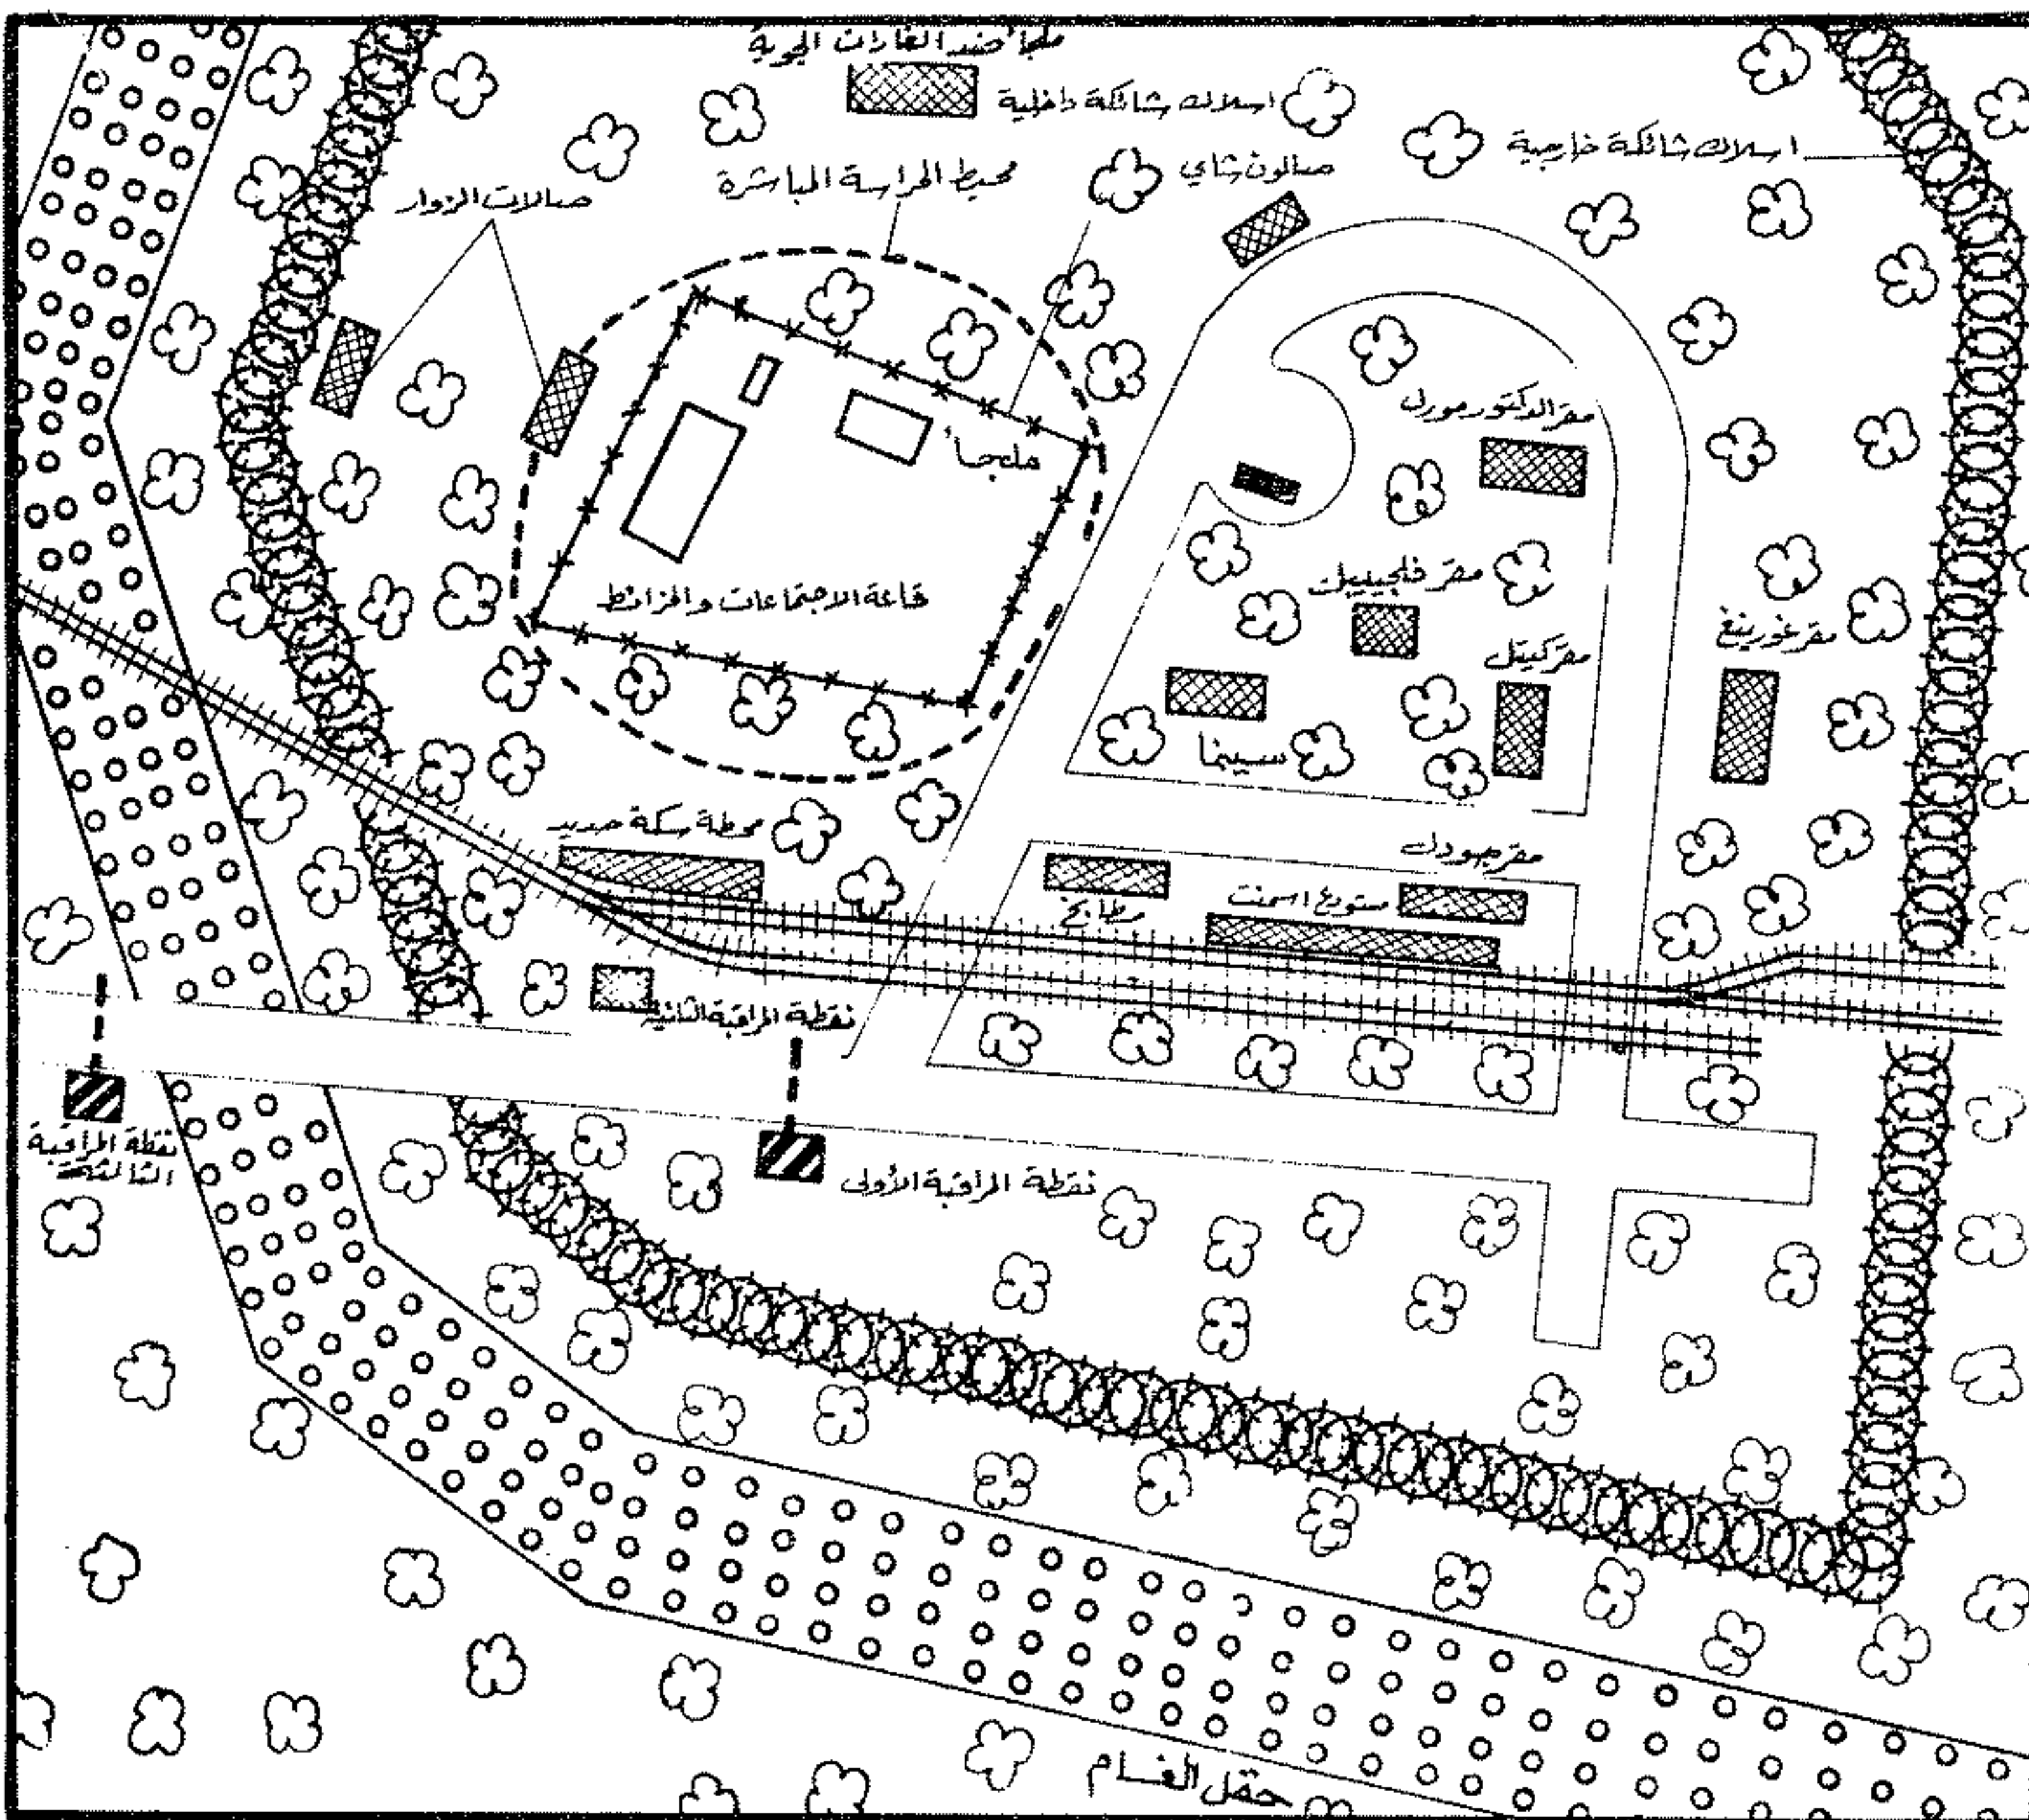 ملجأ ضد الغارات الجوية
اسلاك شائكة داخلية
اسلاك شائكة خارجية
صالون شاي
محيط الحراسة المباشرة
صالات الزوار
مقر الدكتور مورل
ملجأ
قاعة الاجتماعات والخرائط
مقر
مقر غورينغ
مقر كيتل
سينما
محطة سكة حديد
مقر جودل
مستودع اسمنت
مطابخ
نقطة المراقبة الثانية
نقطة المراقبة
الثالثة
نقطة المراقبة الأولى
حقل الغام